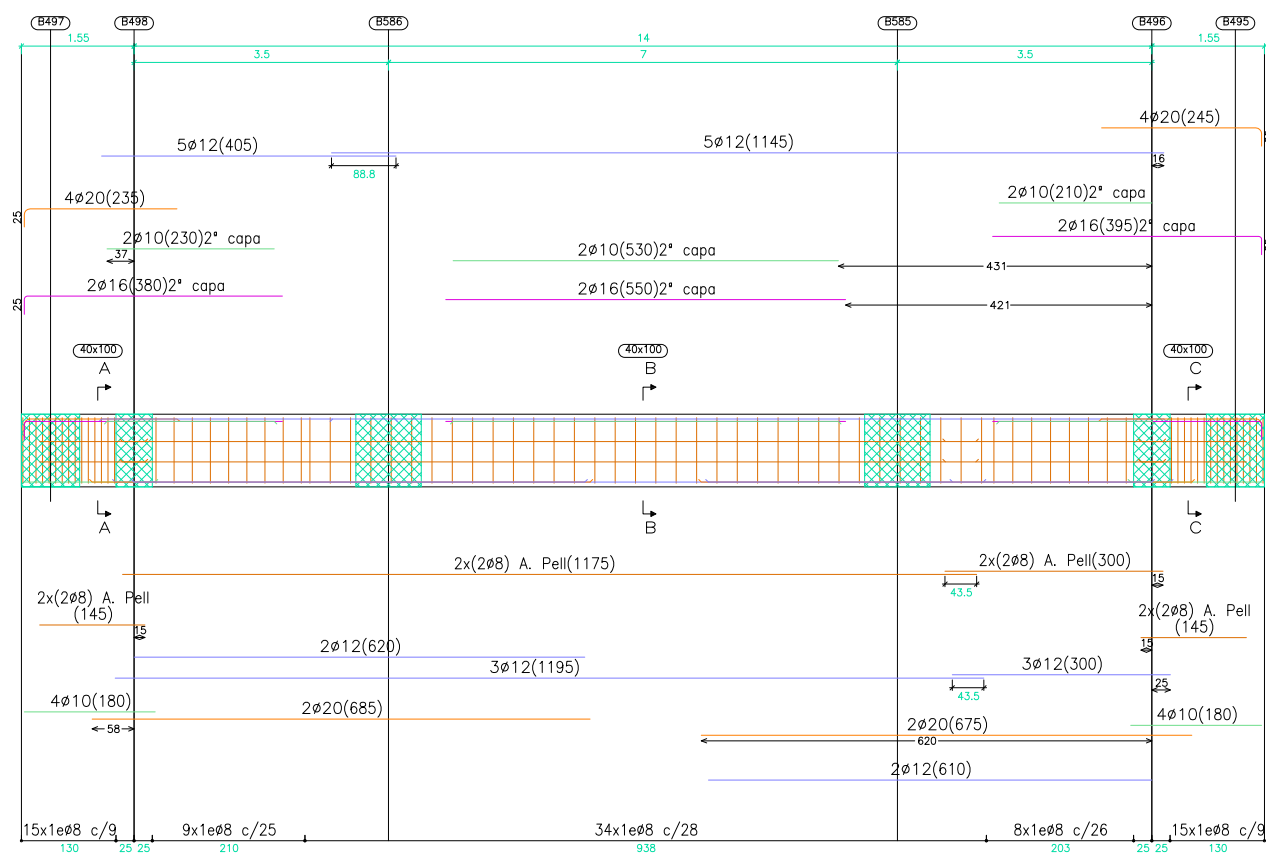 B497 B498 B586 B585 B496 B495
1.55 14 1.55
3.5 7 3.5
4ø20(245)
5ø12(405) 5ø12(1145)
88.8 16
4ø20(235) 2ø10(210)2ª capa
25
2ø10(230)2ª capa 2ø16(395)2ª capa
37 2ø10(530)2ª capa
431
2ø16(380)2ª capa 2ø16(550)2ª capa
25 421
40x100 40x100 40x100
A B C
A B C
2x(2ø8) A. Pell(1175) 2x(2ø8) A. Pell(300)
43.5 15
2x(2ø8) A. Pell 2x(2ø8) A. Pell
(145) (145)
15 15
2ø12(620)
3ø12(1195) 3ø12(300)
43.5 25
4ø10(180) 2ø20(685) 4ø10(180)
58 2ø20(675)
620
2ø12(610)
15x1eø8 c/9 9x1eø8 c/25 34x1eø8 c/28 8x1eø8 c/26 15x1eø8 c/9
130 25 25 210 938 203 25 25 130